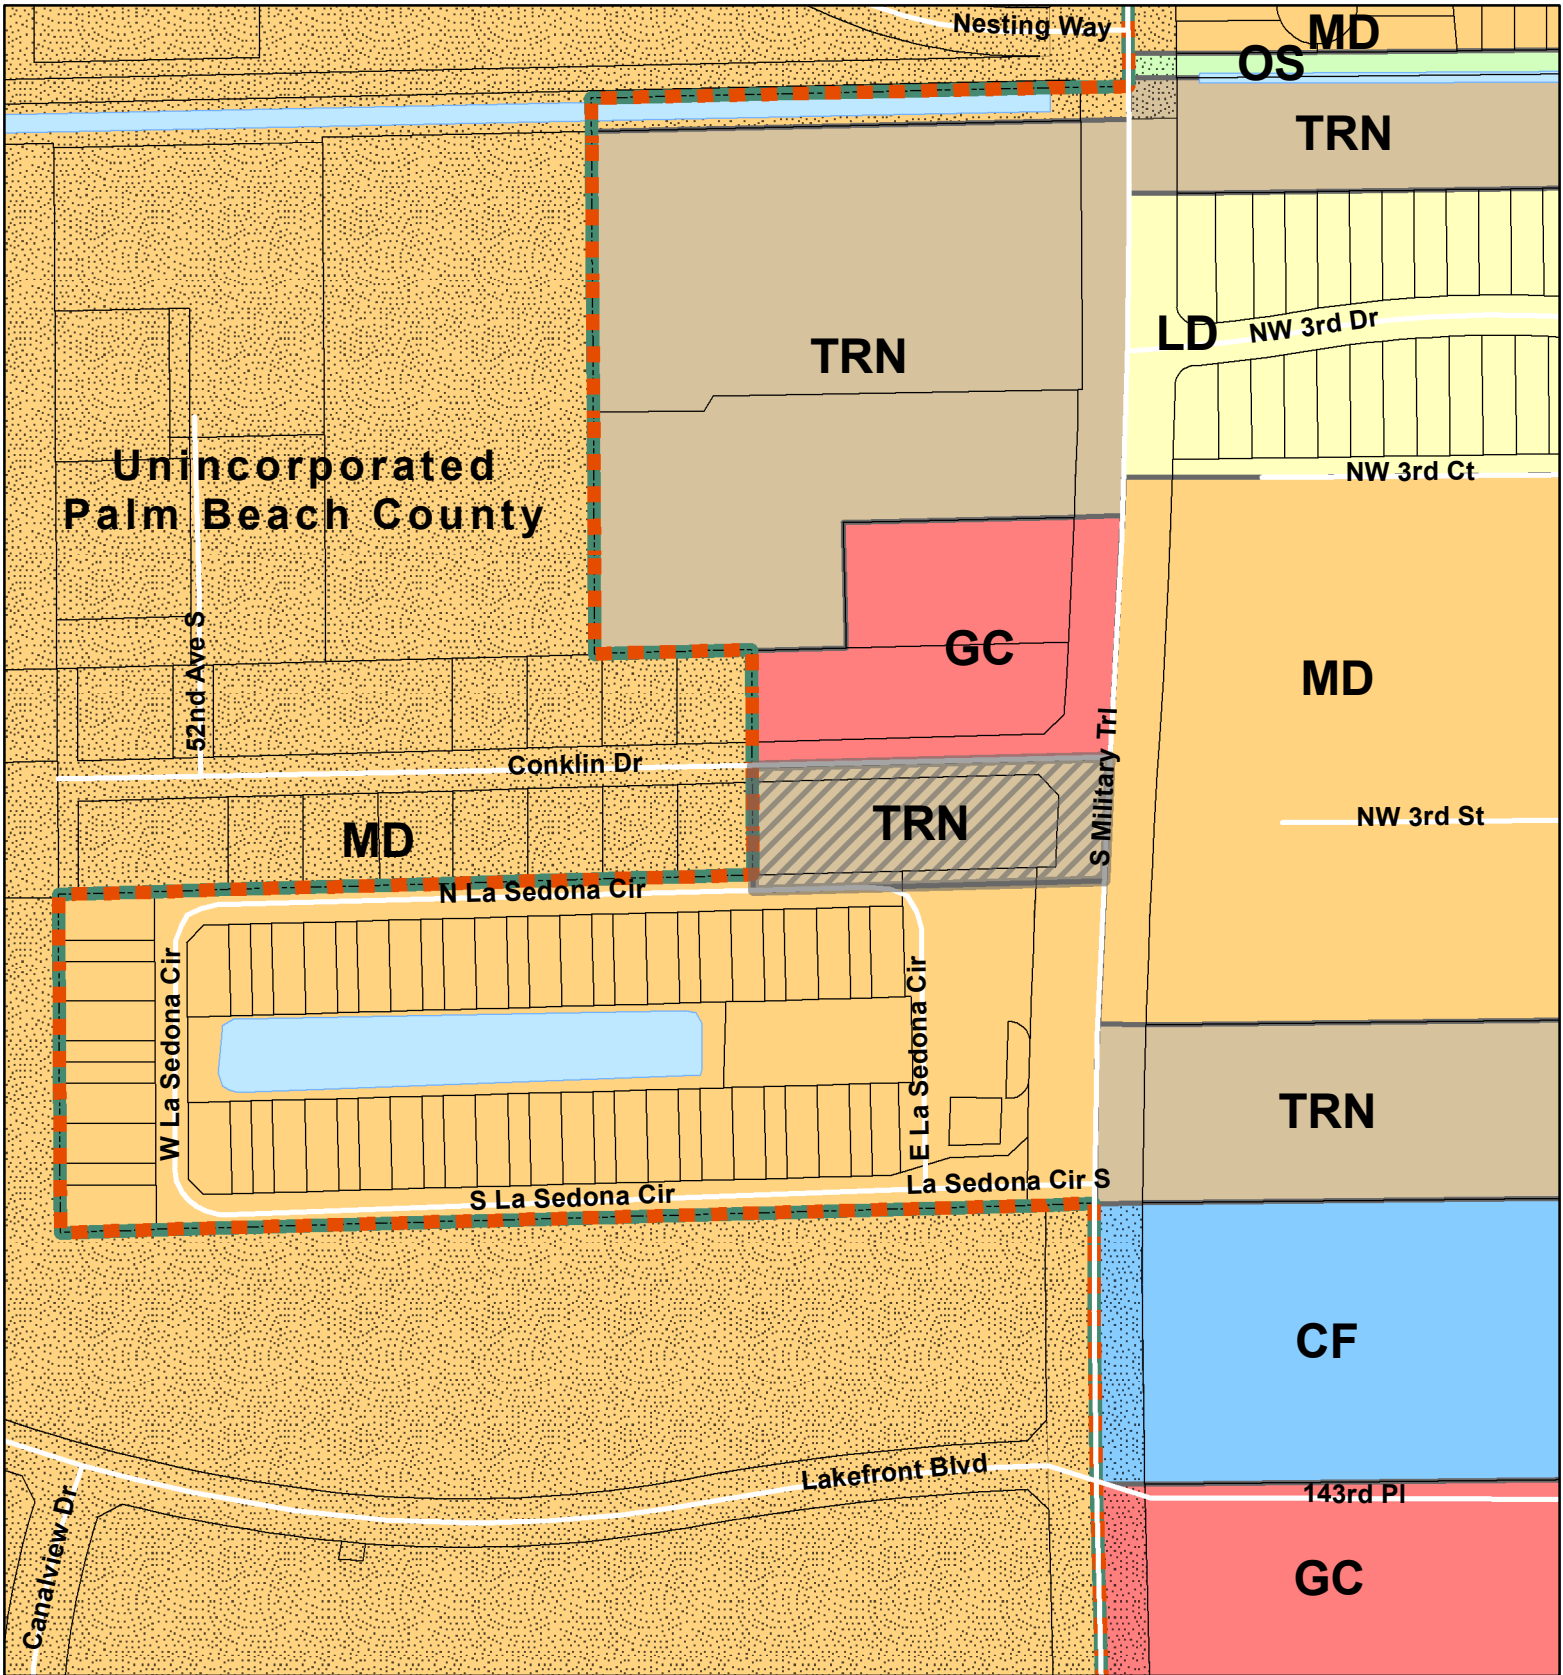 Nesting Way
MD
OS
TRN
TRN
LD
NW 3rd Dr
Unincorporated
Palm Beach County
NW 3rd Ct
52nd Ave S
GC
MD
S Military Trl
Conklin Dr
TRN
NW 3rd St
MD
N La Sedona Cir
W La Sedona Cir
E La Sedona Cir
TRN
S La Sedona Cir
La Sedona Cir S
CF
Lakefront Blvd
143rd Pl
Canalview Dr
GC